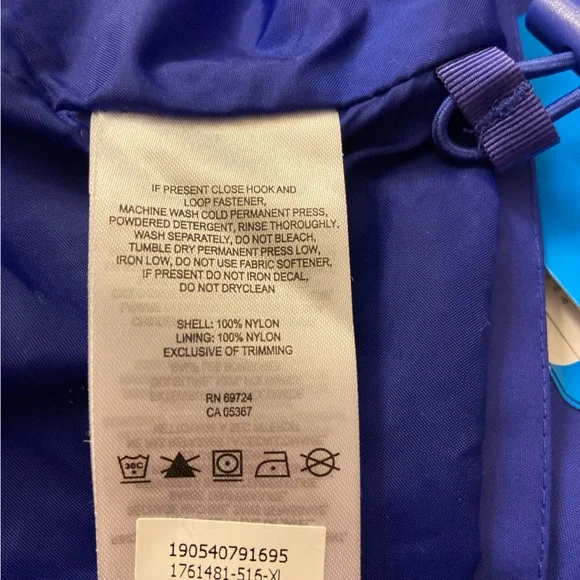 IF PRESENT CLOSE HOOK AND
LOOP FASTENER,
MACHINE WASH COLD PERMANENT PRESS,
POWDERED DETERGENT, RINSE THOROUGHLY,
WASH SEPARATELY, DO NOT BLEACH,
TUMBLE DRY PERMANENT PRESS LOW,
IRON LOW, DO NOT USE FABRIC SOFTENER,
IF PRESENT DO NOT IRON DECAL,
DO NOT DRYCLEAN
SHELL: 100% NYLON
LINING: 100% NYLON
EXCLUSIVE OF TRIMMING
RN 69724
CA 05367
30C
190540791695
1761481-516-XL